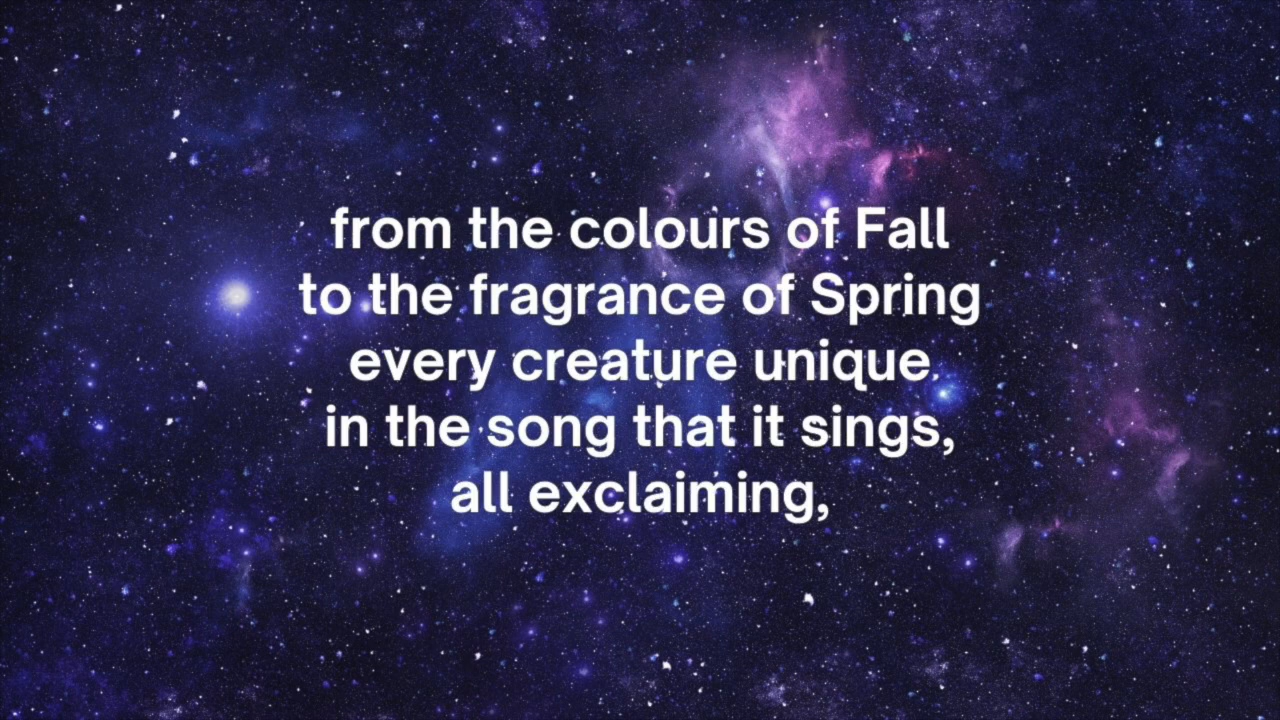 from the colours of Fall
to the fragrance of Spring
every creature unique
in the song that it sings,
all exclaiming,